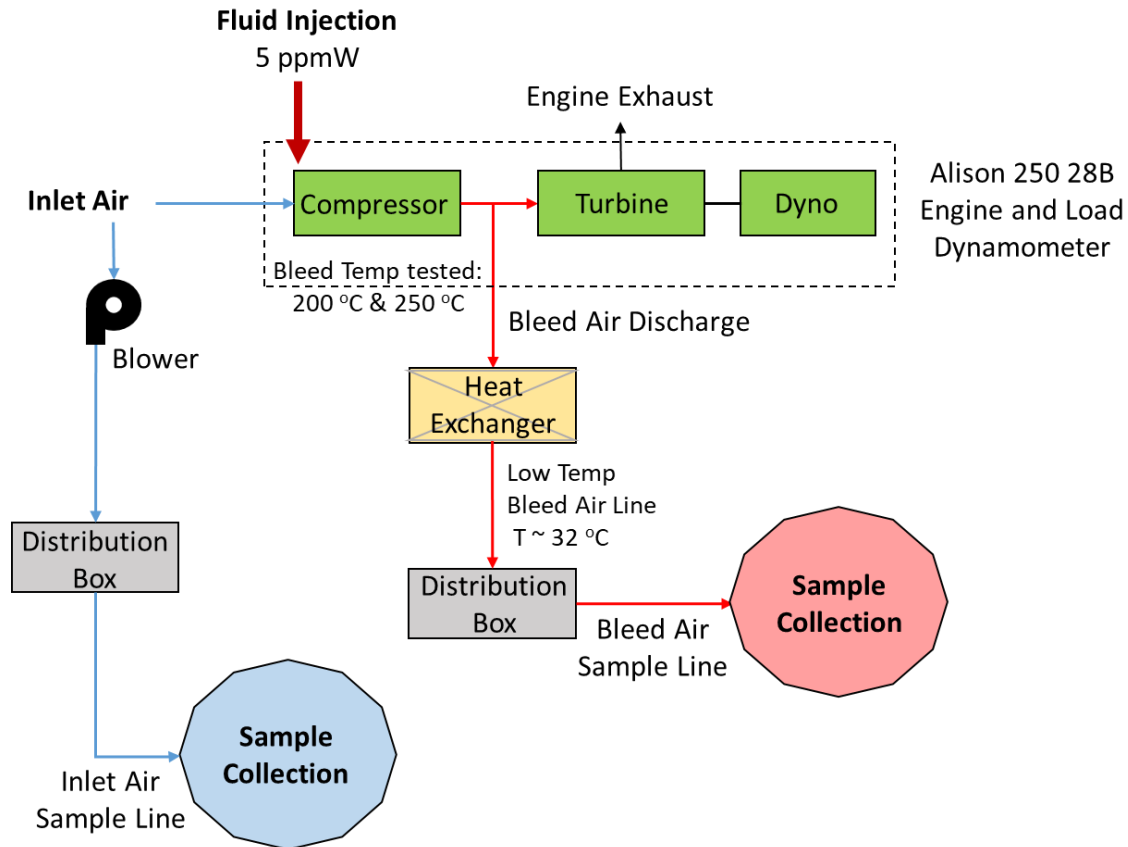 Fluid Injection
5 ppmW
Engine Exhaust
Inlet Air
Compressor
Turbine
Dyno
Alison 250 28B
Engine and Load
Dynamometer
Bleed Temp tested:
200 °C & 250 °C
Bleed Air Discharge
Blower
Heat
Exchanger
Low Temp
Bleed Air Line
T ~ 32 °C
Distribution
Box
Distribution
Box
Bleed Air
Sample Line
Sample
Collection
Sample
Collection
Inlet Air
Sample Line